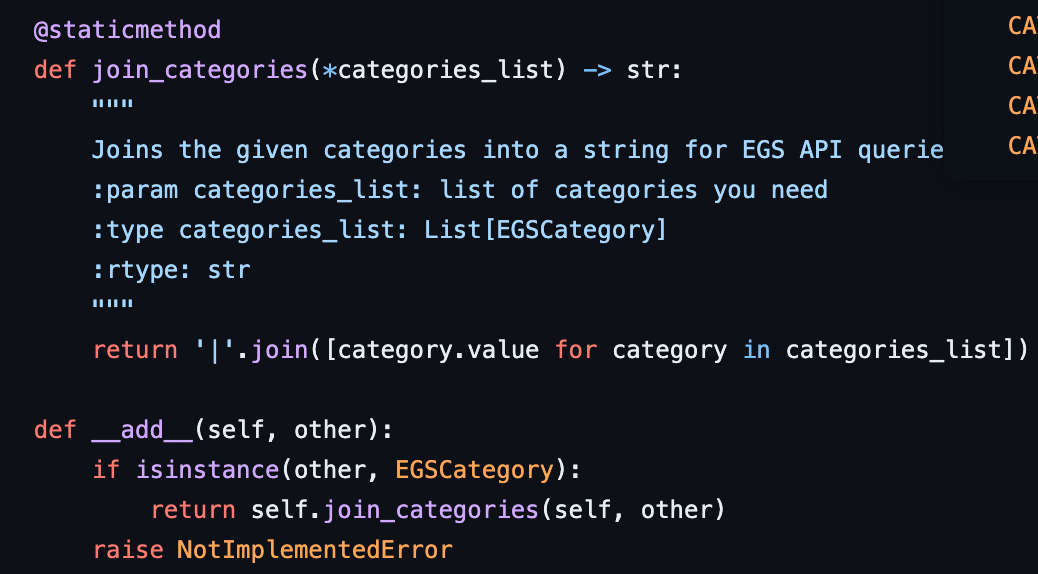 @staticmethod
def join_categories(*categories_list) -> str:
"""
Joins the given categories into a string for EGS API querie
:param categories_list: list of categories you need
:type categories_list: List[EGSCategory]
:rtype: str
"""
return '|'.join([category.value for category in categories_list])
def __add__(self, other):
if isinstance(other, EGSCategory):
return self.join_categories(self, other)
raise NotImplementedError
CA
CA
CA
CA